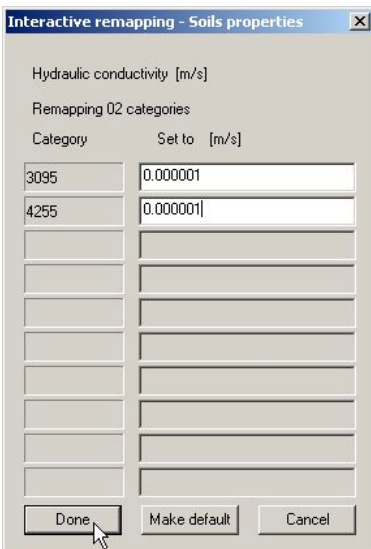 Interactive remapping - Soils properties
Hydraulic conductivity [m/s]
Remapping 02 categories
Category Set to [m/s]
3095 0.000001
4255 0.000001
Done Make default Cancel